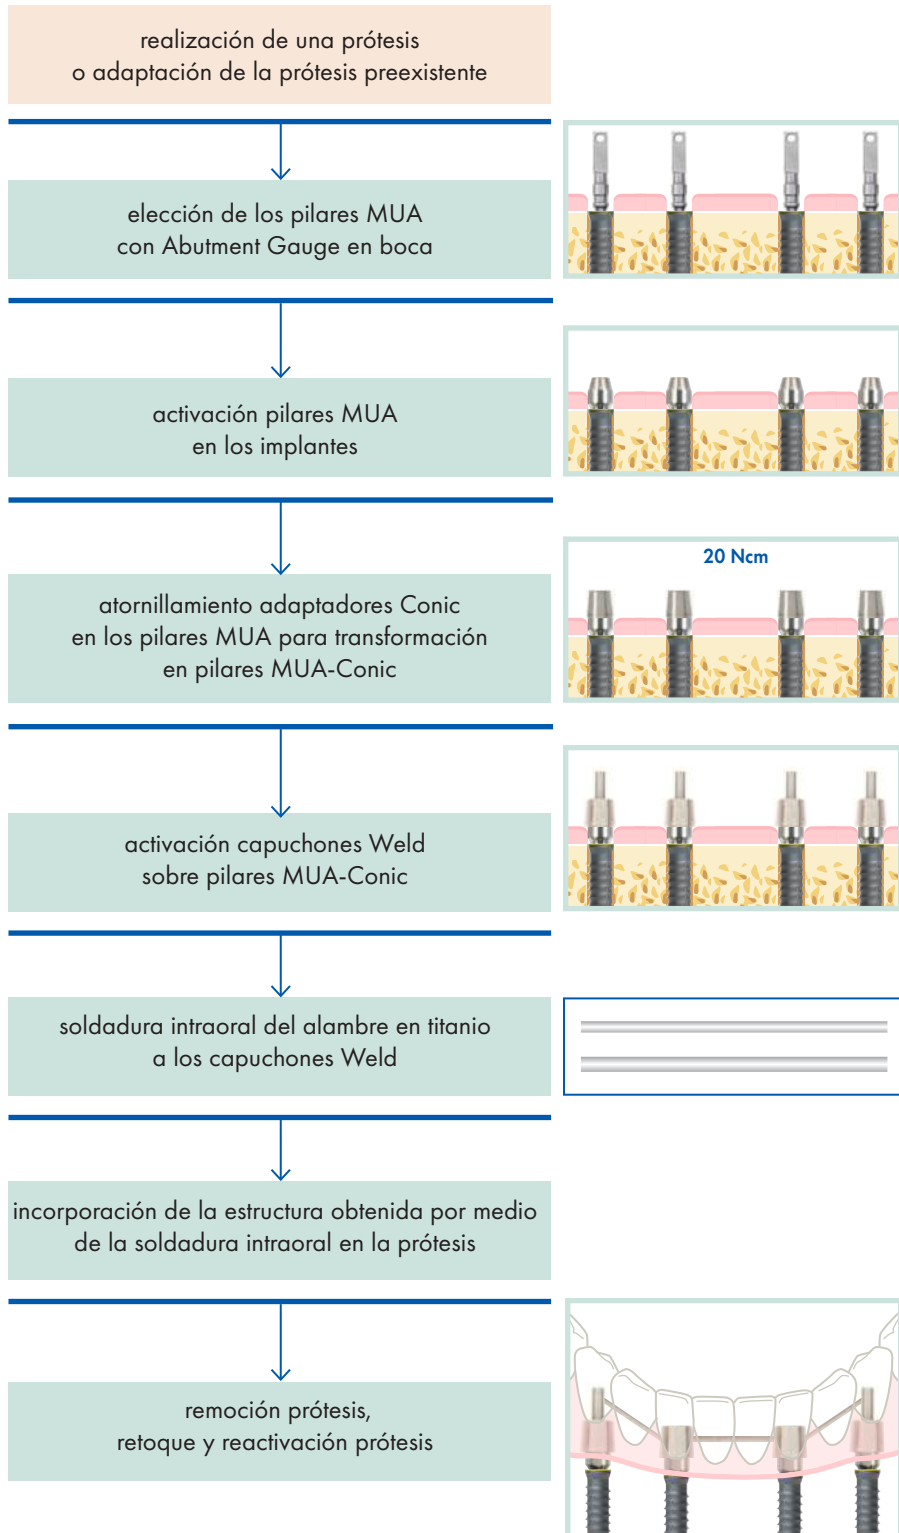 realización de una prótesis
o adaptación de la prótesis preexistente
elección de los pilares MUA
con Abutment Gauge en boca
activación pilares MUA
en los implantes
20 Ncm
atornillamiento adaptadores Conic
en los pilares MUA para transformación
en pilares MUA-Conic
activación capuchones Weld
sobre pilares MUA-Conic
soldadura intraoral del alambre en titanio
a los capuchones Weld
incorporación de la estructura obtenida por medio
de la soldadura intraoral en la prótesis
remoción prótesis,
retoque y reactivación prótesis